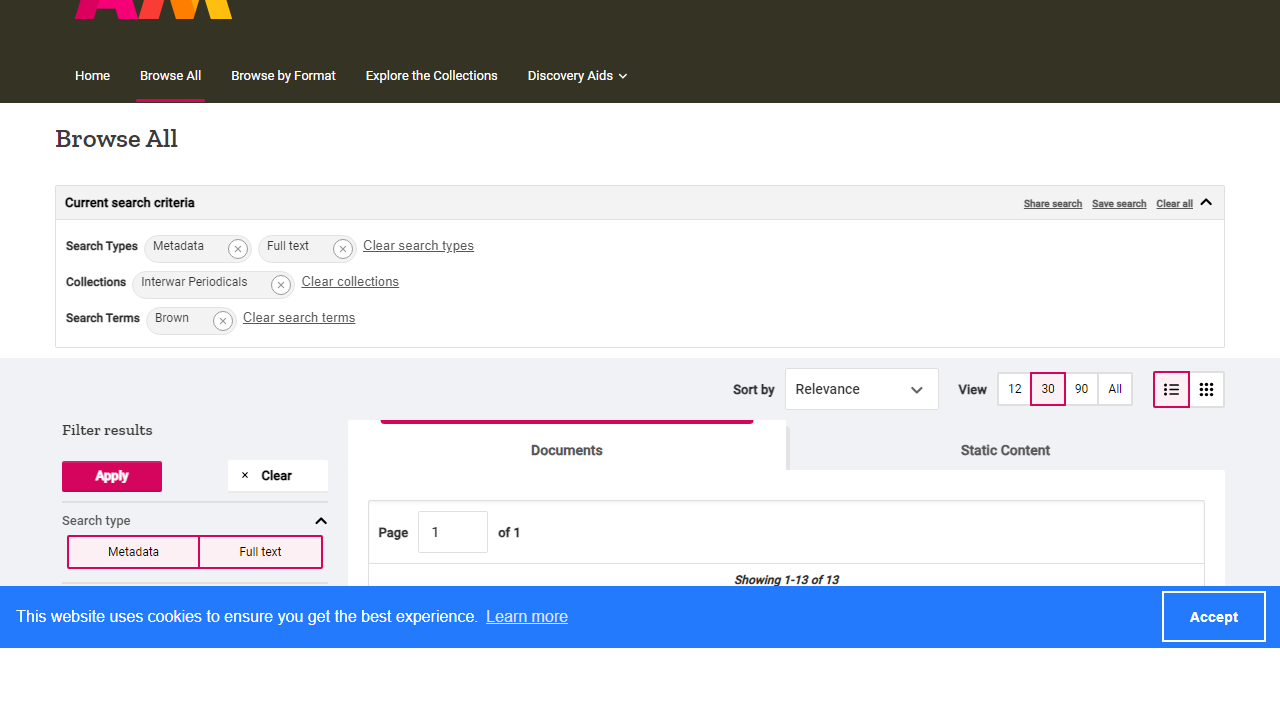 AM
Home Browse All Browse by Format Explore the Collections Discovery Aids
Browse All
Current search criteria Share search Save search Clear all
Search Types Metadata Full text Clear search types
Collections Interwar Periodicals Clear collections
Search Terms Brown Clear search terms
Sort by Relevance View 12 30 90 All
Filter results
Documents Static Content
Apply × Clear
Search type
Page 1 of 1
Metadata Full text
Showing 1-13 of 13
This website uses cookies to ensure you get the best experience. Learn more Accept